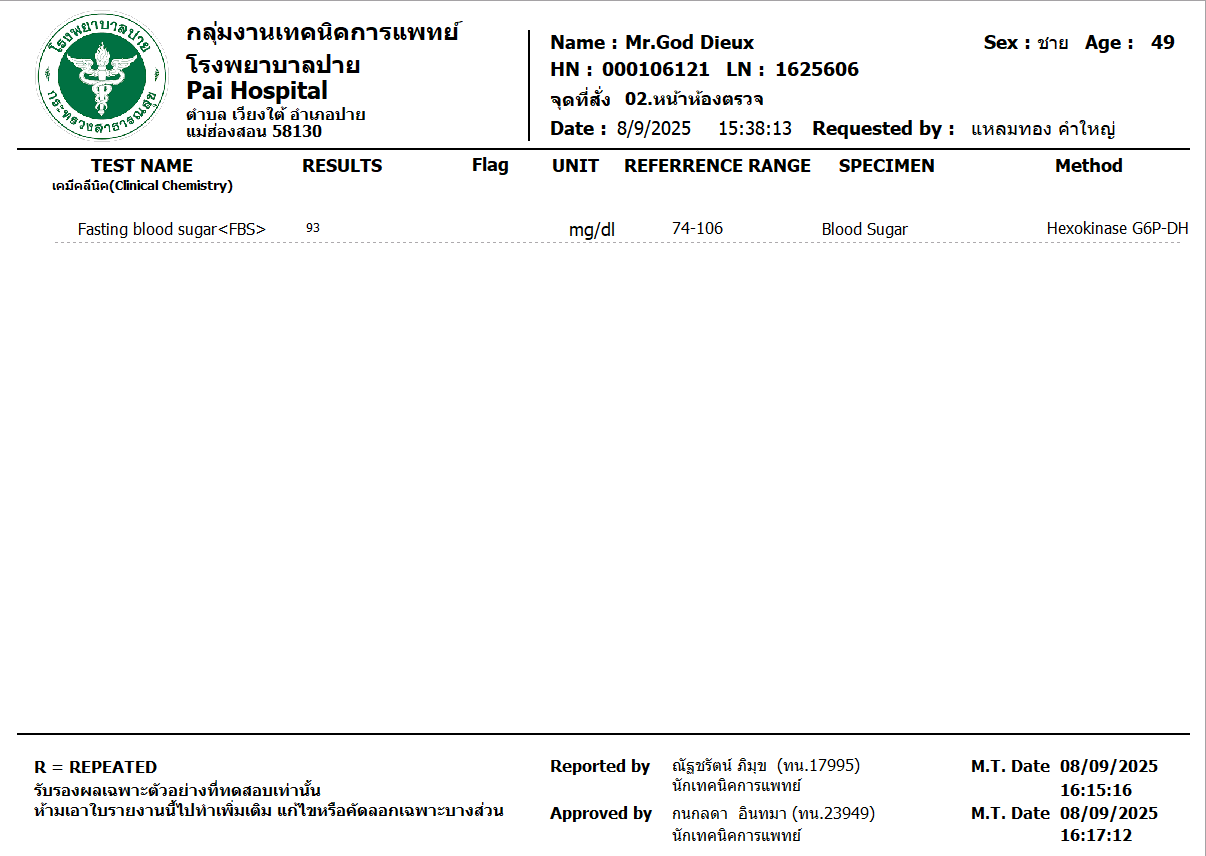 โรงพยาบาลปาย
กระทรวงสาธารณสุข
กลุ่มงานเทคนิคการแพทย์
โรงพยาบาลปาย
Pai Hospital
ตำบล เวียงใต้ อำเภอปาย
แม่ฮ่องสอน 58130
Name : Mr.God Dieux Sex : ชาย Age : 49
HN : 000106121 LN : 1625606
จุดที่สั่ง 02.หน้าห้องตรวจ
Date : 8/9/2025 15:38:13 Requested by : แหลมทอง คำใหญ่
TEST NAME RESULTS Flag UNIT REFERRENCE RANGE SPECIMEN Method
เคมีคลีนิค(Clinical Chemistry)
Fasting blood sugar<FBS> 93 mg/dl 74-106 Blood Sugar Hexokinase G6P-DH
R = REPEATED
รับรองผลเฉพาะตัวอย่างที่ทดสอบเท่านั้น
ห้ามเอาใบรายงานนี้ไปทำเพิ่มเติม แก้ไขหรือคัดลอกเฉพาะบางส่วน
Reported by ณัฐชรัตน์ ภิมุข (ทน.17995) M.T. Date 08/09/2025
นักเทคนิคการแพทย์ 16:15:16
Approved by กนกลดา อินทมา (ทน.23949) M.T. Date 08/09/2025
นักเทคนิคการแพทย์ 16:17:12